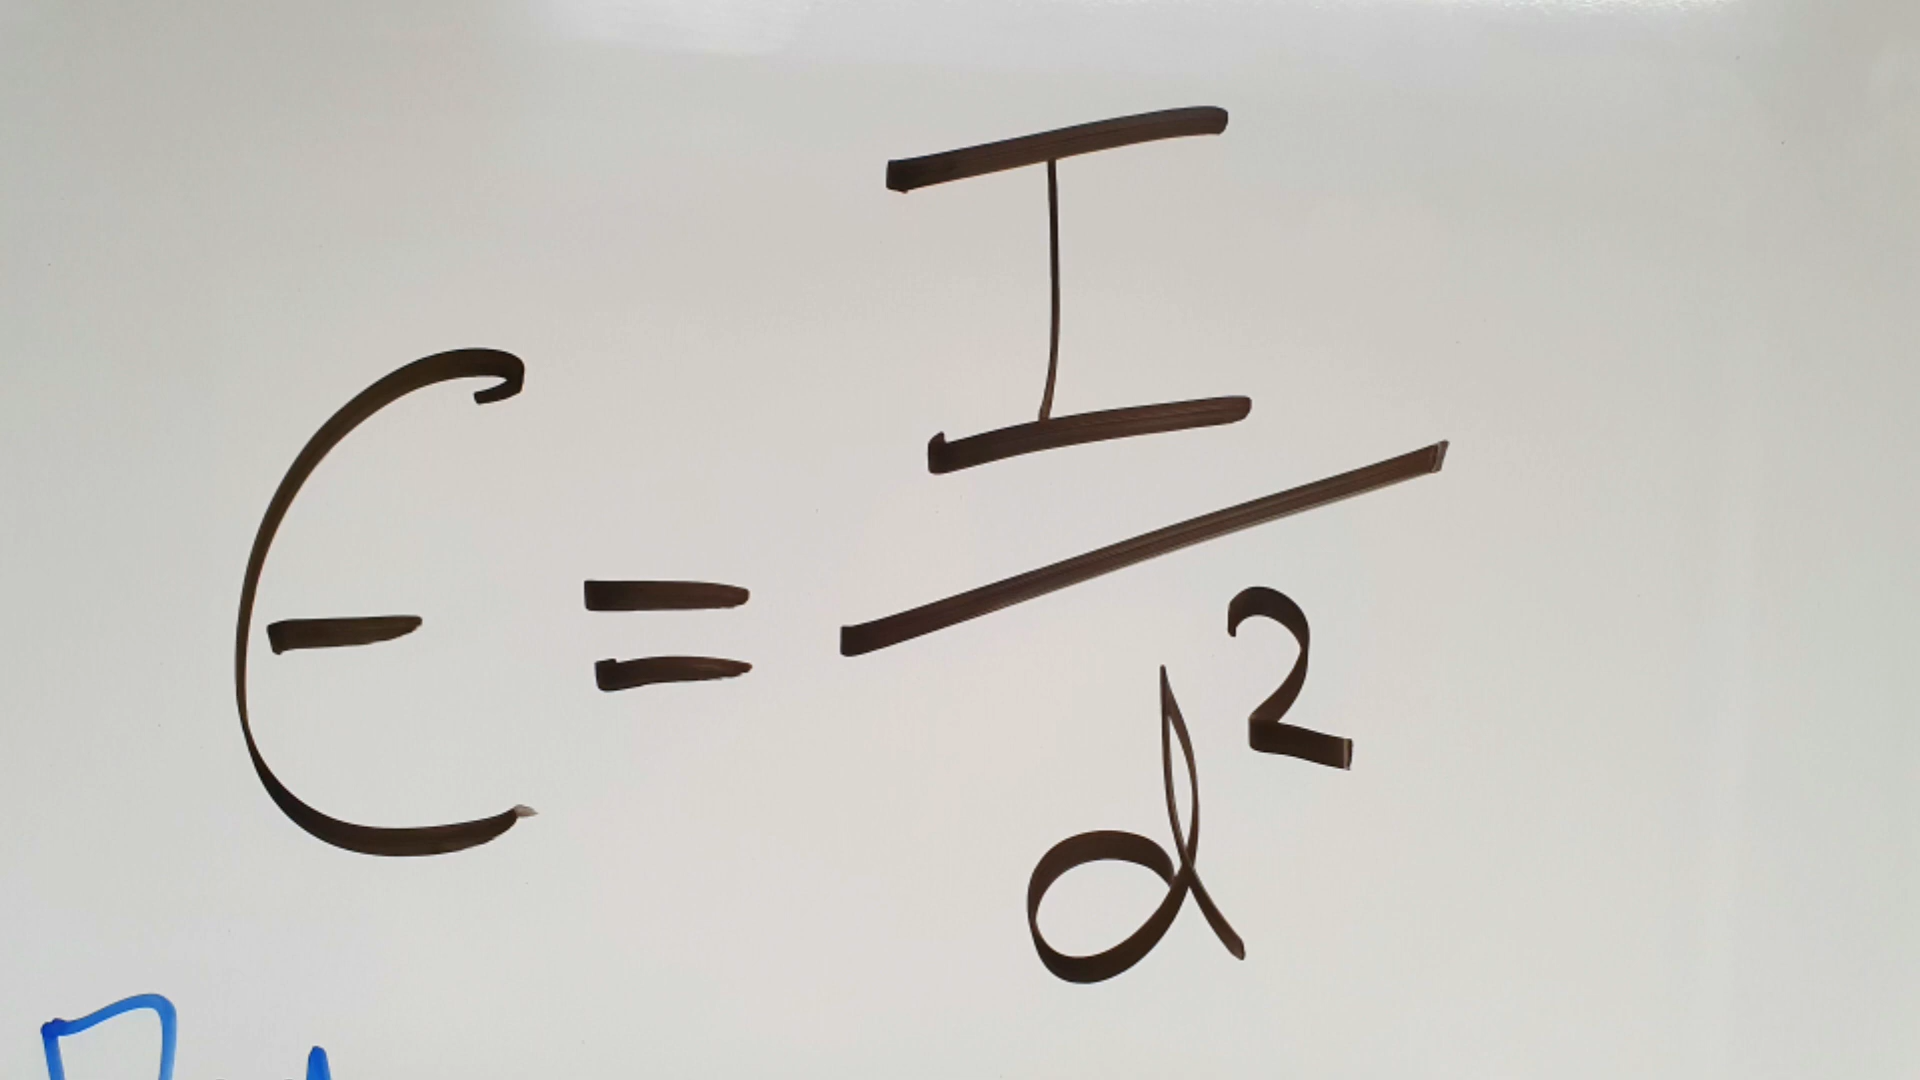 E = I / d²